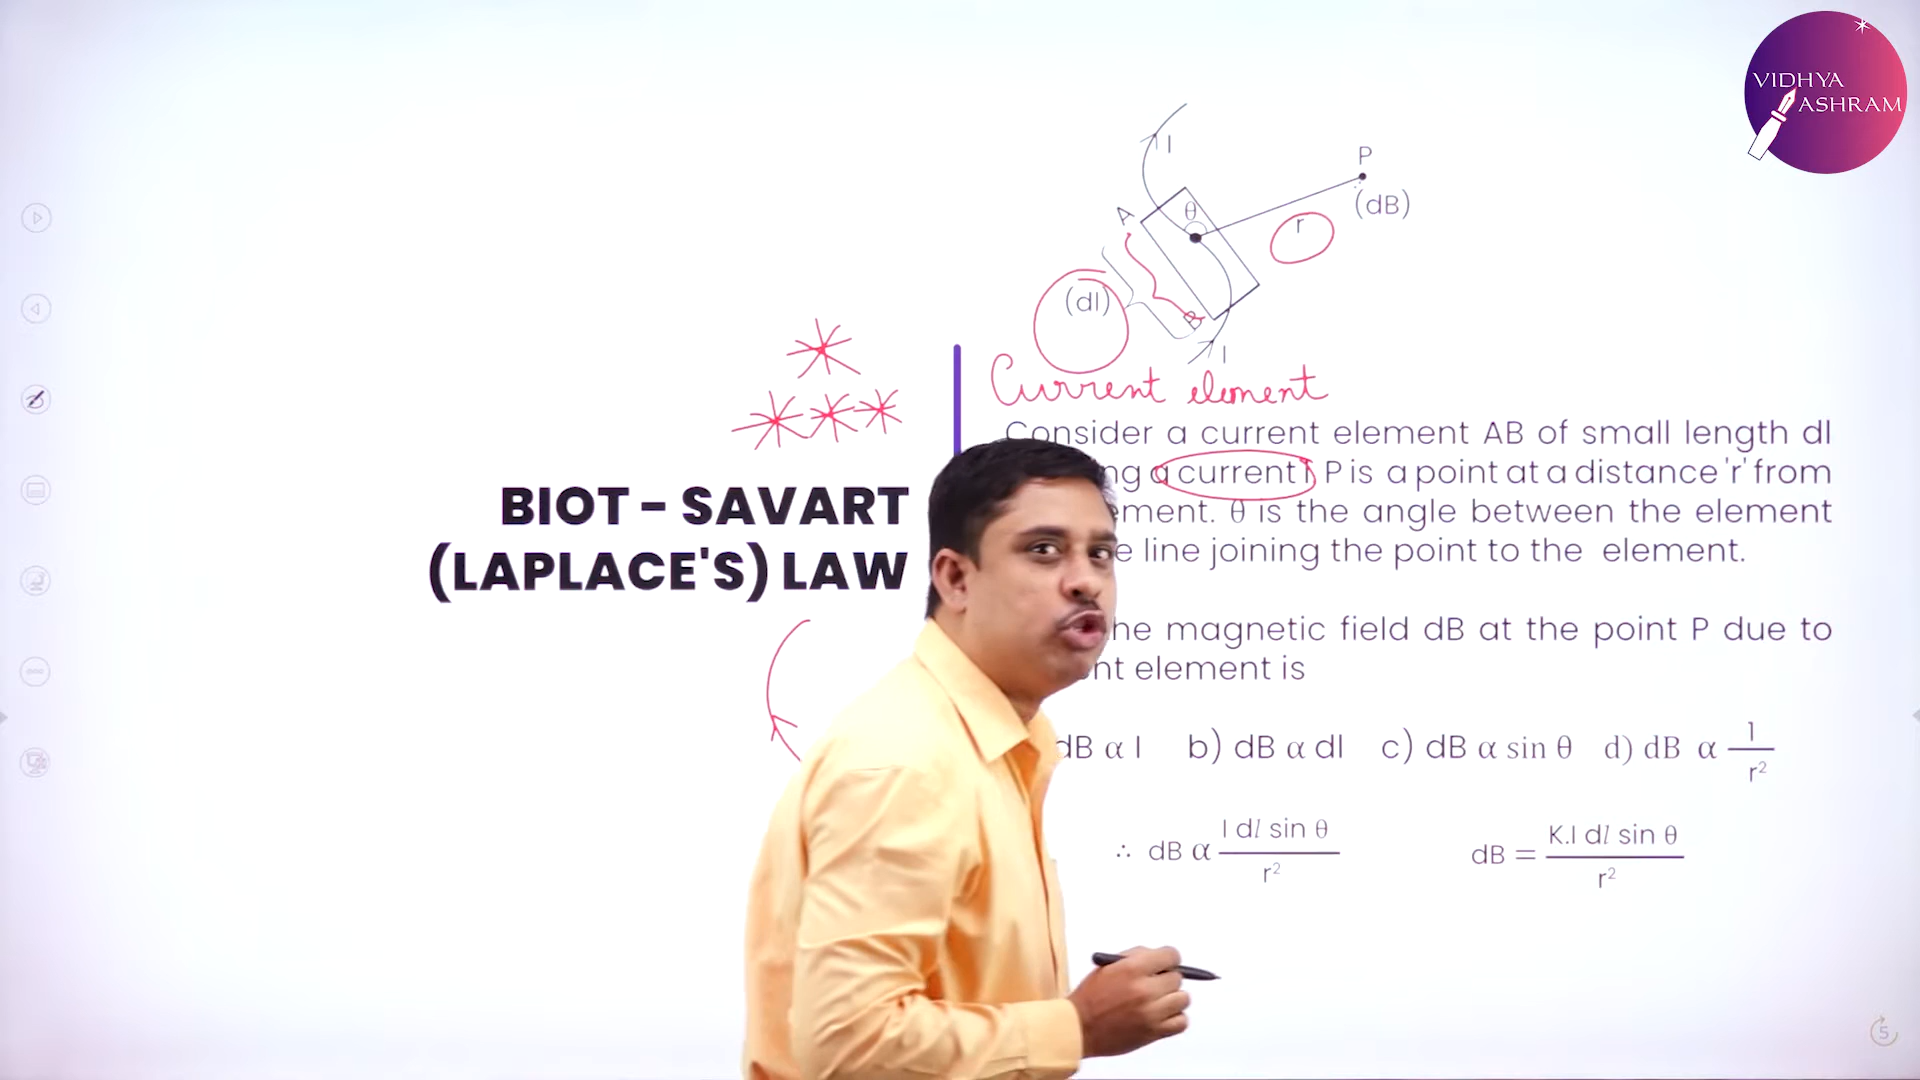 VIDHYA
ASHRAM
I
P
θ
(dB)
A
r
(dl)
B
I
Current element
Consider a current element AB of small length dl
a current I P is a point at a distance 'r' from
BIOT - SAVART
θ is the angle between the element
line joining the point to the element.
(LAPLACE'S) LAW
magnetic field dB at the point P due to
element is
dB α I b) dB α dl c) dB α sin θ d) dB α 1/r²
∴ dB α I dl sin θ / r² dB = K.I dl sin θ / r²
5